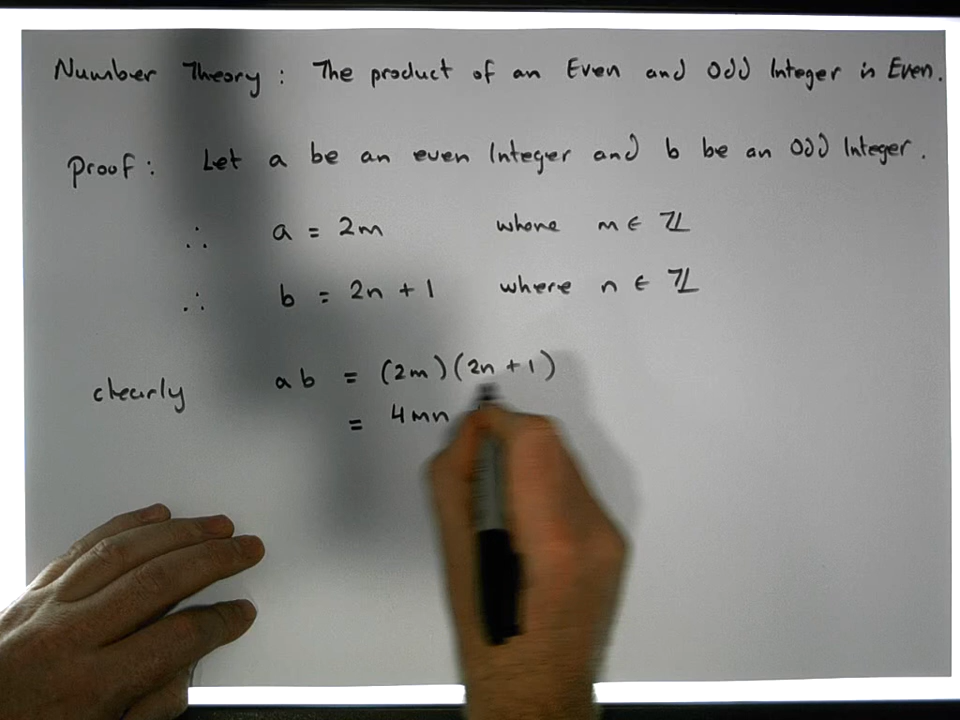 Number Theory : The product of an Even and Odd Integer is Even.
Proof : Let a be an even Integer and b be an Odd Integer.
∴ a = 2m where m ∈ ℤ
∴ b = 2n + 1 where n ∈ ℤ
clearly ab = (2m)(2n + 1)
= 4mn